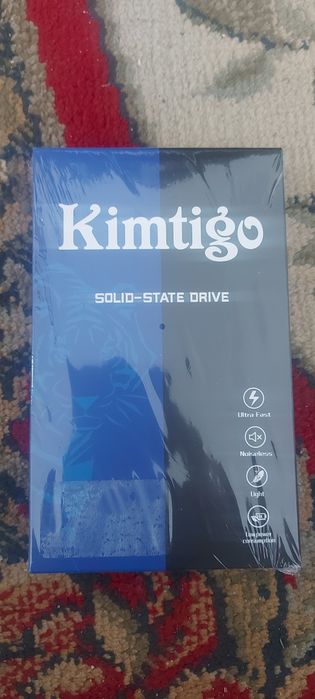 Kimtigo
SOLID-STATE DRIVE
Ultra Fast
Noiseless
Light
Low power
consumption